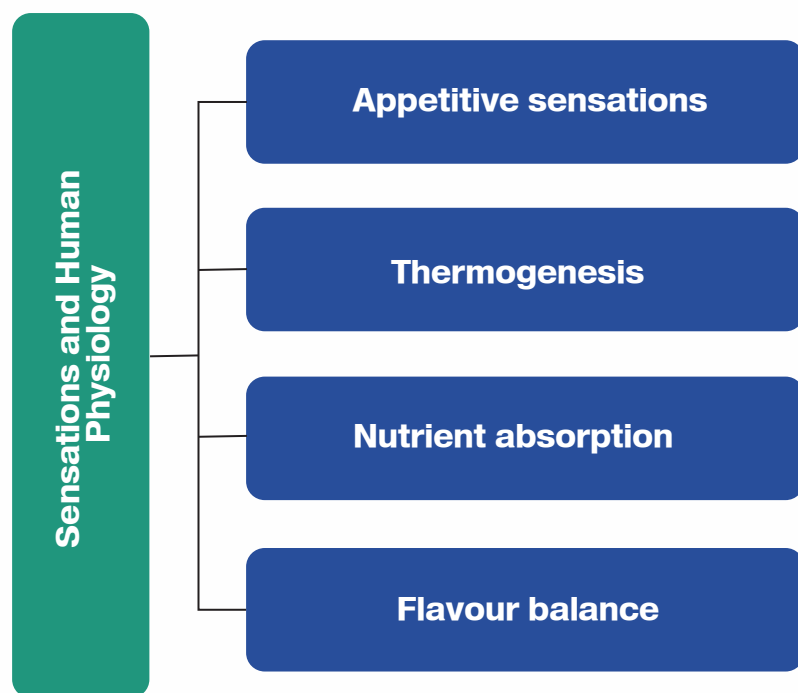 Sensations and Human
Physiology
Appetitive sensations
Thermogenesis
Nutrient absorption
Flavour balance